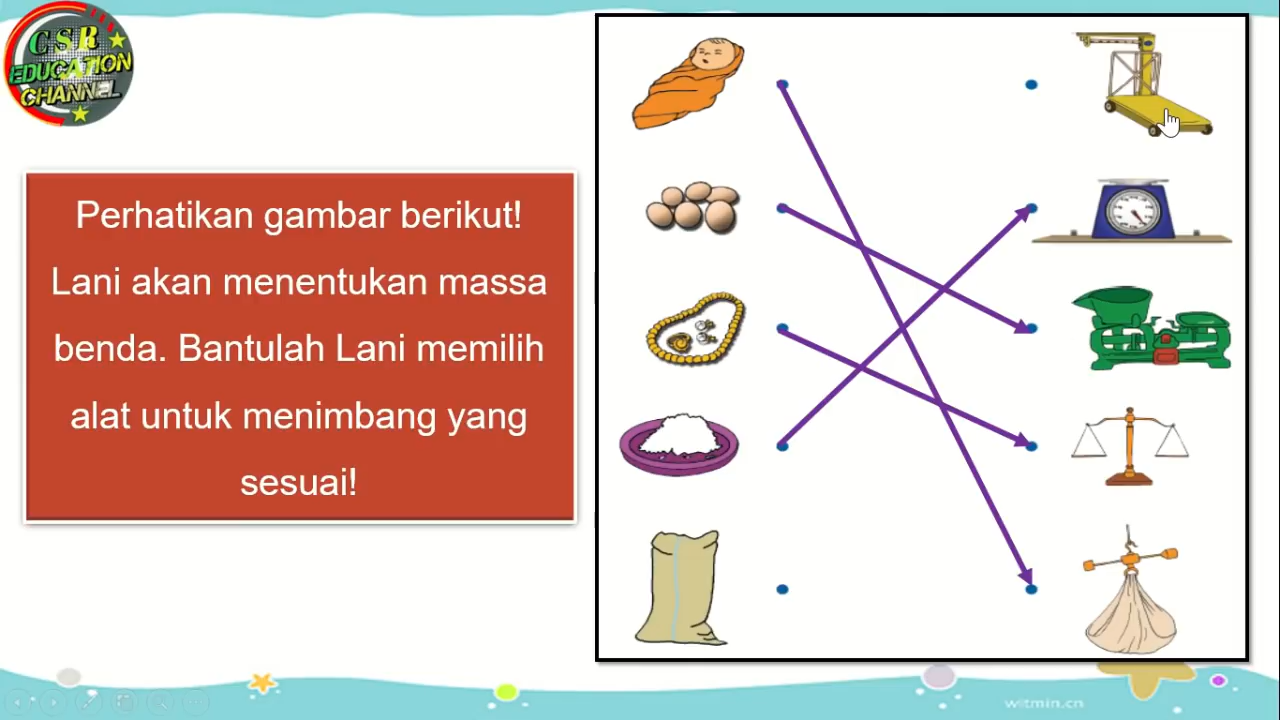 CSR
EDUCATION
CHANNEL
Perhatikan gambar berikut!
Lani akan menentukan massa
benda. Bantulah Lani memilih
alat untuk menimbang yang
sesuai!
witmin.cn